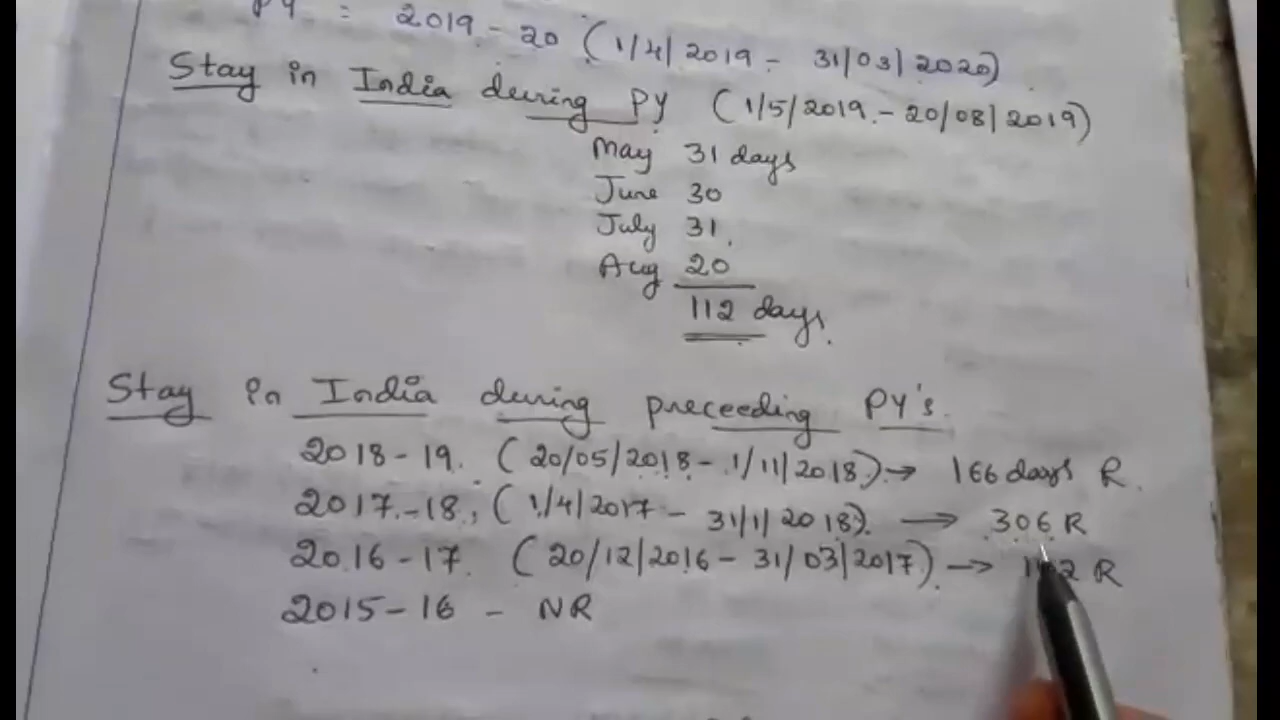 PY = 2019-20 (1/4/2019 - 31/03/2020)
Stay in India during PY (1/5/2019 - 20/08/2019)
May 31 days
June 30
July 31
Aug 20
112 days
Stay in India during preceeding PY's
2018-19. (20/05/2018 - 1/11/2018) → 166 days R.
2017-18, (1/4/2017 - 31/1/2018) → 306 R
2016-17. (20/12/2016 - 31/03/2017) → R
2015-16 - NR